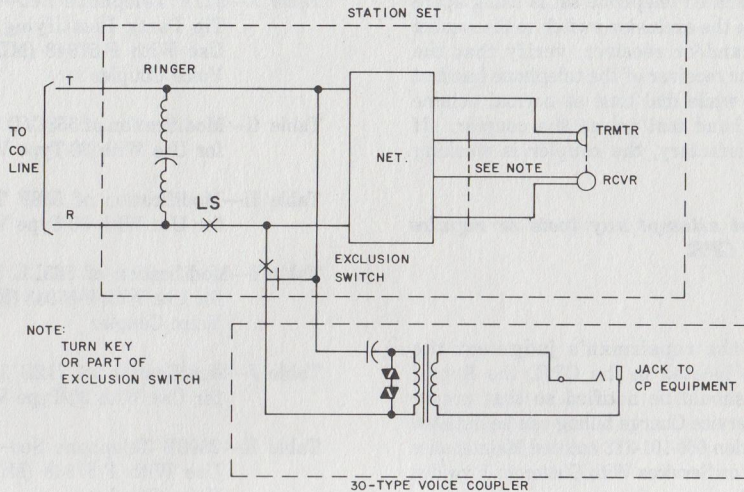 STATION SET
T
RINGER
TO
CO
LINE
NET.
TRMTR
SEE NOTE
RCVR
R
LS
EXCLUSION
SWITCH
NOTE:
TURN KEY
OR PART OF
EXCLUSION SWITCH
JACK TO
CP EQUIPMENT
30-TYPE VOICE COUPLER